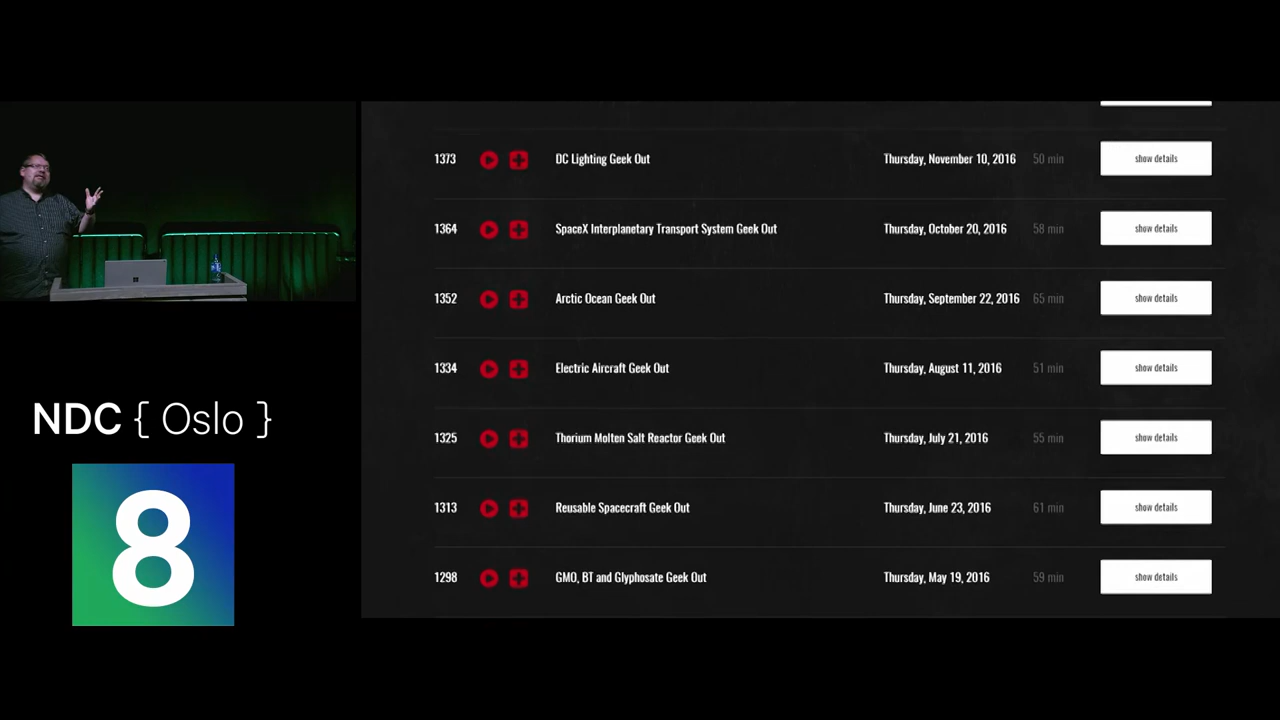 NDC { Oslo }
8
1373 DC Lighting Geek Out Thursday, November 10, 2016 50 min show details
1364 SpaceX Interplanetary Transport System Geek Out Thursday, October 20, 2016 58 min show details
1352 Arctic Ocean Geek Out Thursday, September 22, 2016 65 min show details
1334 Electric Aircraft Geek Out Thursday, August 11, 2016 51 min show details
1325 Thorium Molten Salt Reactor Geek Out Thursday, July 21, 2016 55 min show details
1313 Reusable Spacecraft Geek Out Thursday, June 23, 2016 61 min show details
1298 GMO, BT and Glyphosate Geek Out Thursday, May 19, 2016 59 min show details